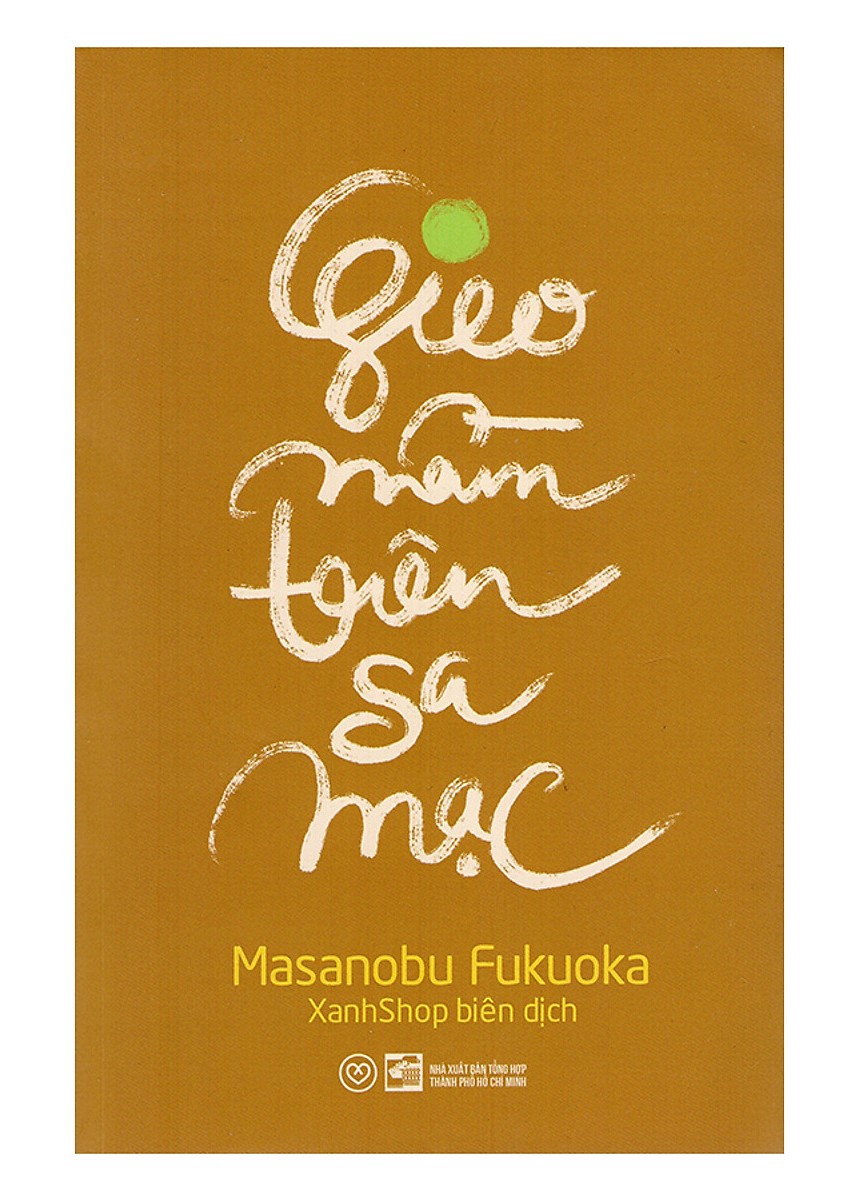 Gieo
mầm
trên
sa
mạc
Masanobu Fukuoka
XanhShop biên dịch
NHÀ XUẤT BẢN TỔNG HỢP
THÀNH PHỐ HỒ CHÍ MINH